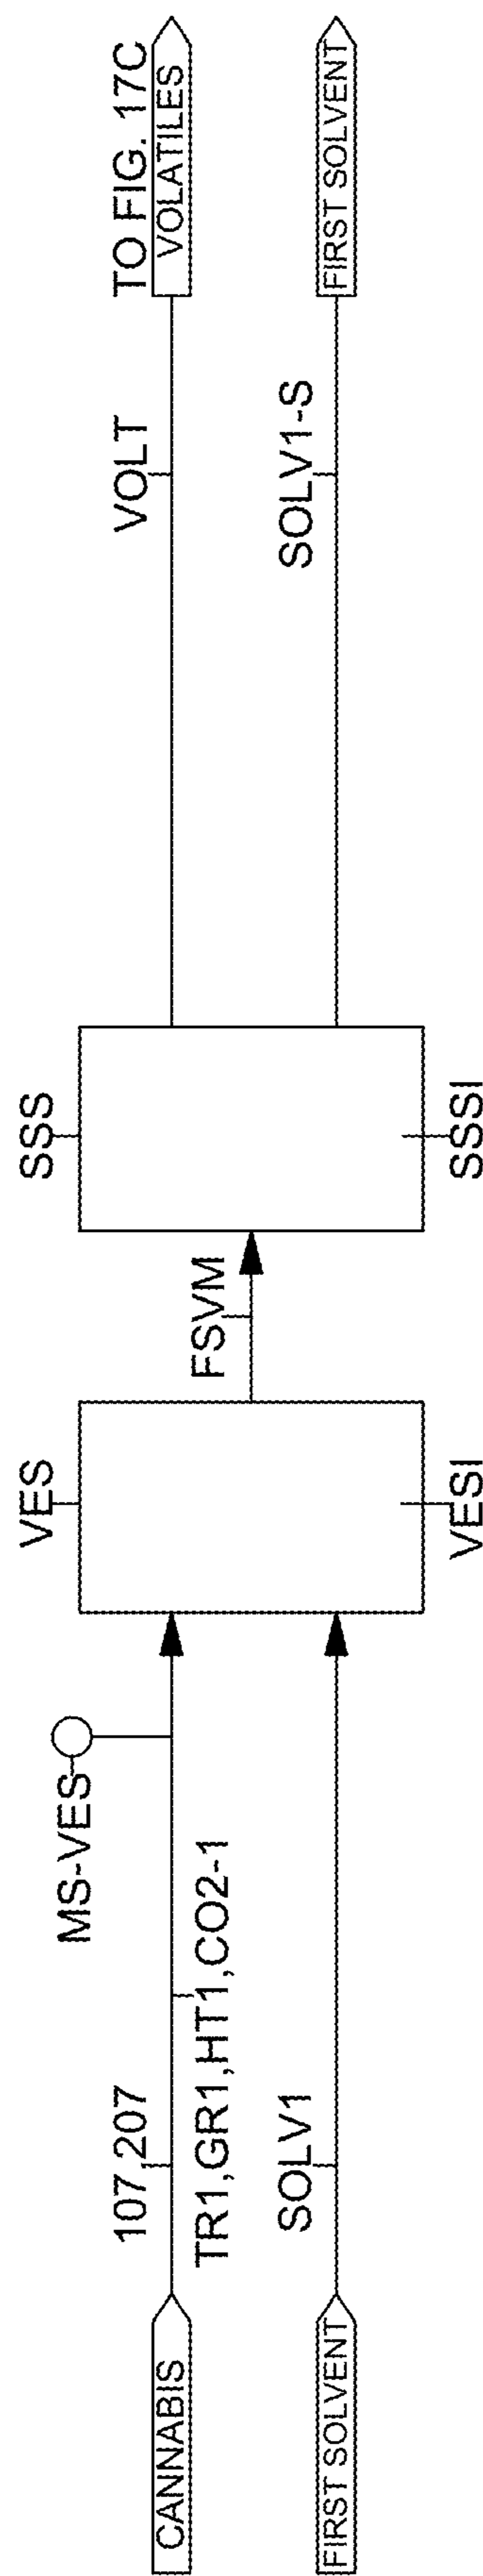 CANNABIS
107,207
TR1,GR1,HT1,CO2-1
MS-VES
FIRST SOLVENT
SOLV1
VES
VESI
FSVM
SSS
SSSI
VOLT
TO FIG. 17C
VOLATILES
SOLV1-S
FIRST SOLVENT